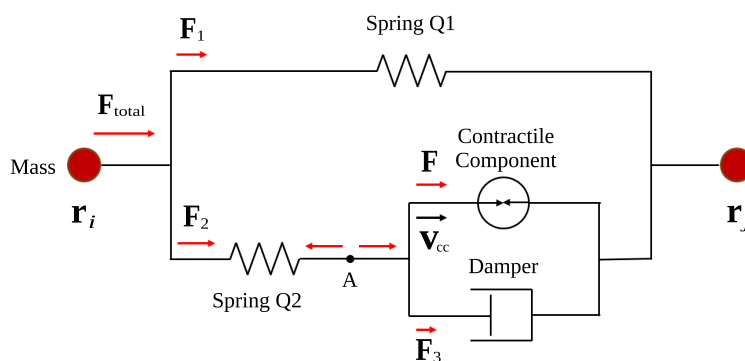 Spring Q1
F1
Ftotal
Contractile
Component
Mass
F
ri
F2
vcc
r
A
Damper
Spring Q2
F3